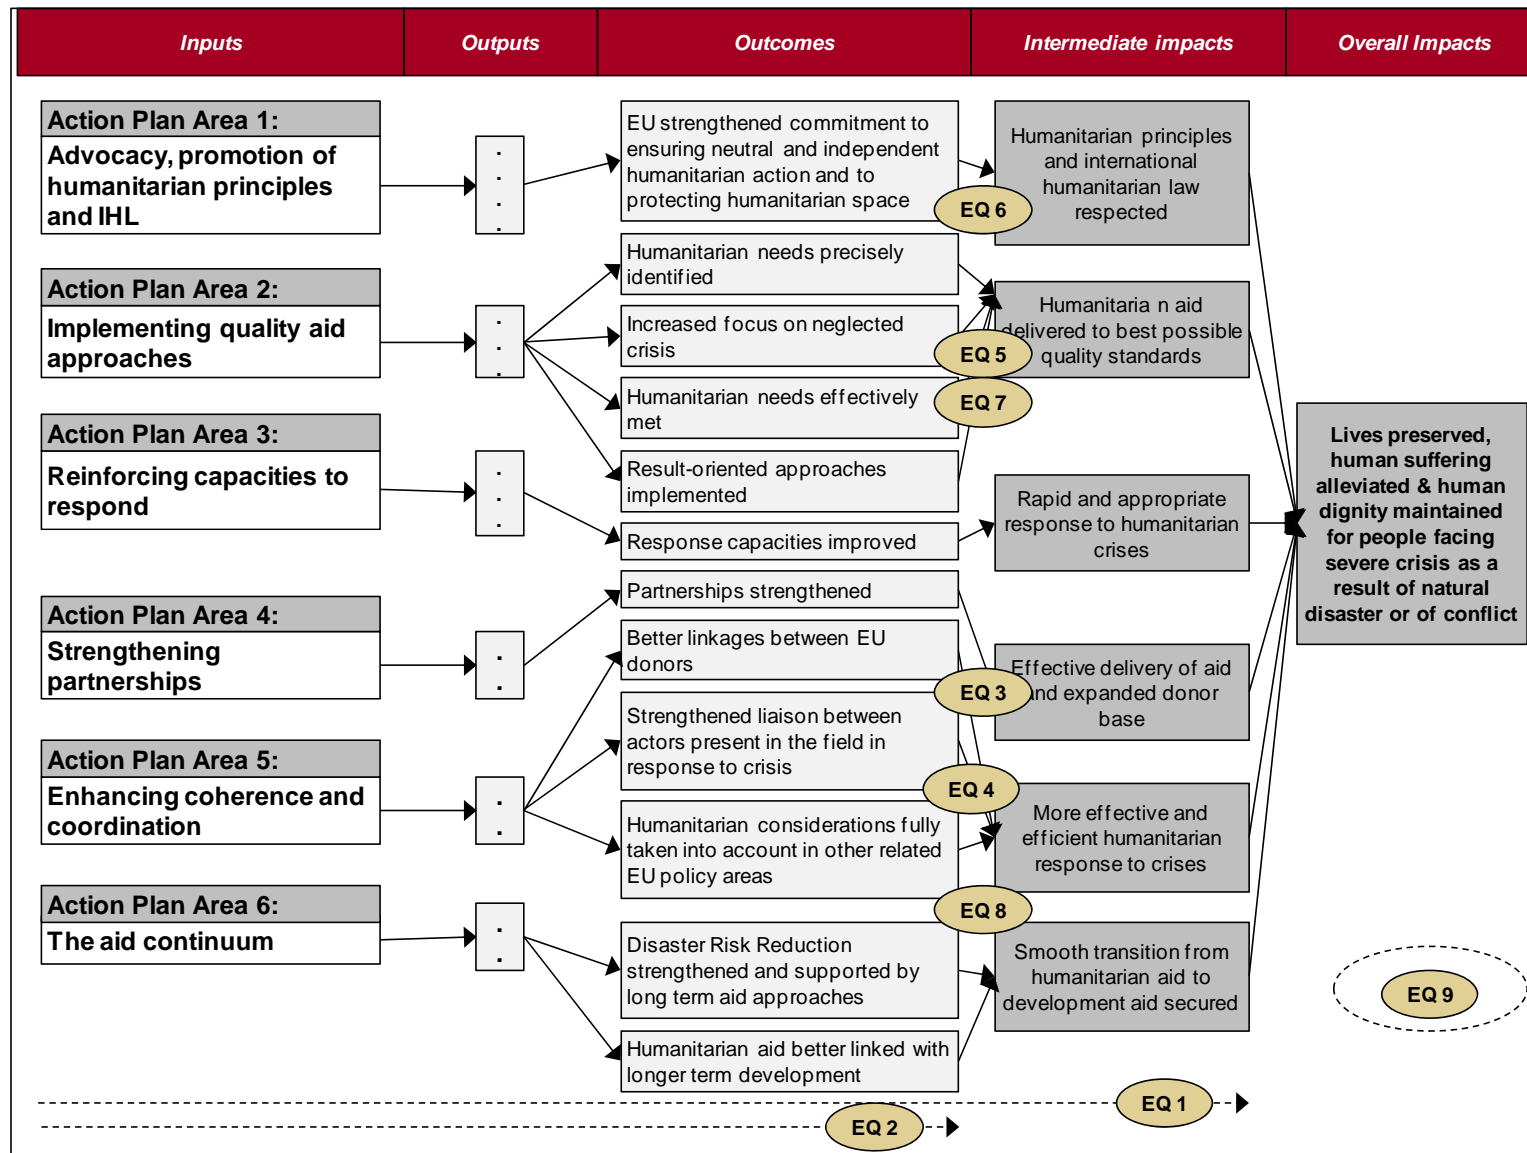 Inputs
Outputs
Outcomes
Intermediate impacts
Overall Impacts
Action Plan Area 1:
Advocacy, promotion of
humanitarian principles
and IHL
.
.
.
.
EU strengthened commitment to
ensuring neutral and independent
humanitarian action and to
protecting humanitarian space
EQ 6
Humanitarian principles
and international
humanitarian law
respected
Action Plan Area 2:
Implementing quality aid
approaches
.
.
.
Humanitarian needs precisely
identified
Increased focus on neglected
crisis
Humanitarian needs effectively
met
Result-oriented approaches
implemented
EQ 5
EQ 7
Humanitaria n aid
delivered to best possible
quality standards
Action Plan Area 3:
Reinforcing capacities to
respond
.
.
.
Response capacities improved
Rapid and appropriate
response to humanitarian
crises
Lives preserved,
human suffering
alleviated & human
dignity maintained
for people facing
severe crisis as a
result of natural
disaster or of conflict
Action Plan Area 4:
Strengthening
partnerships
.
.
Partnerships strengthened
EQ 3
Effective delivery of aid
and expanded donor
base
Action Plan Area 5:
Enhancing coherence and
coordination
.
.
Better linkages between EU
donors
Strengthened liaison between
actors present in the field in
response to crisis
Humanitarian considerations fully
taken into account in other related
EU policy areas
EQ 4
More effective and
efficient humanitarian
response to crises
Action Plan Area 6:
The aid continuum
.
.
EQ 8
Disaster Risk Reduction
strengthened and supported by
long term aid approaches
Humanitarian aid better linked with
longer term development
Smooth transition from
humanitarian aid to
development aid secured
EQ 9
EQ 1
EQ 2